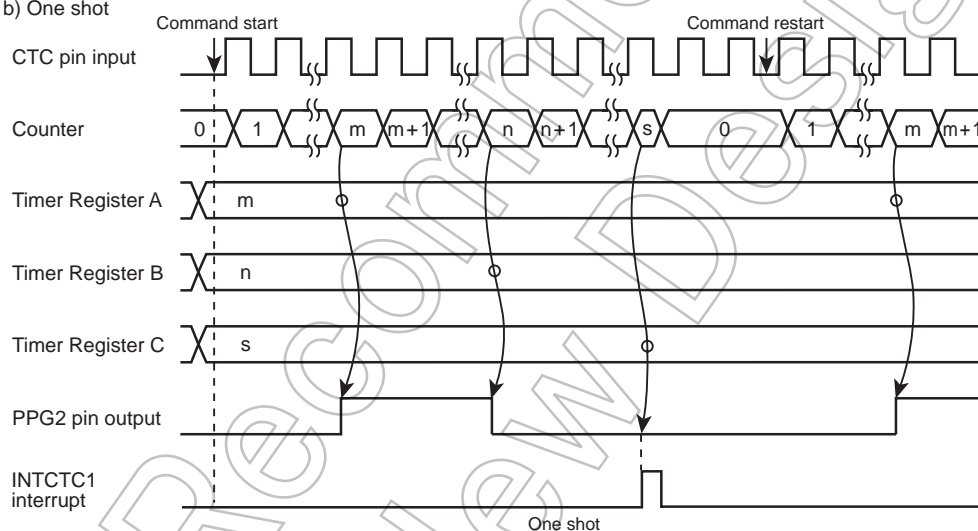 b) One shot
Command start
Command restart
CTC pin input
Counter
0 1 m m+1 n n+1 s 0 1 m m+1
Timer Register A
m
Timer Register B
n
Timer Register C
s
PPG2 pin output
INTCTC1
interrupt
One shot